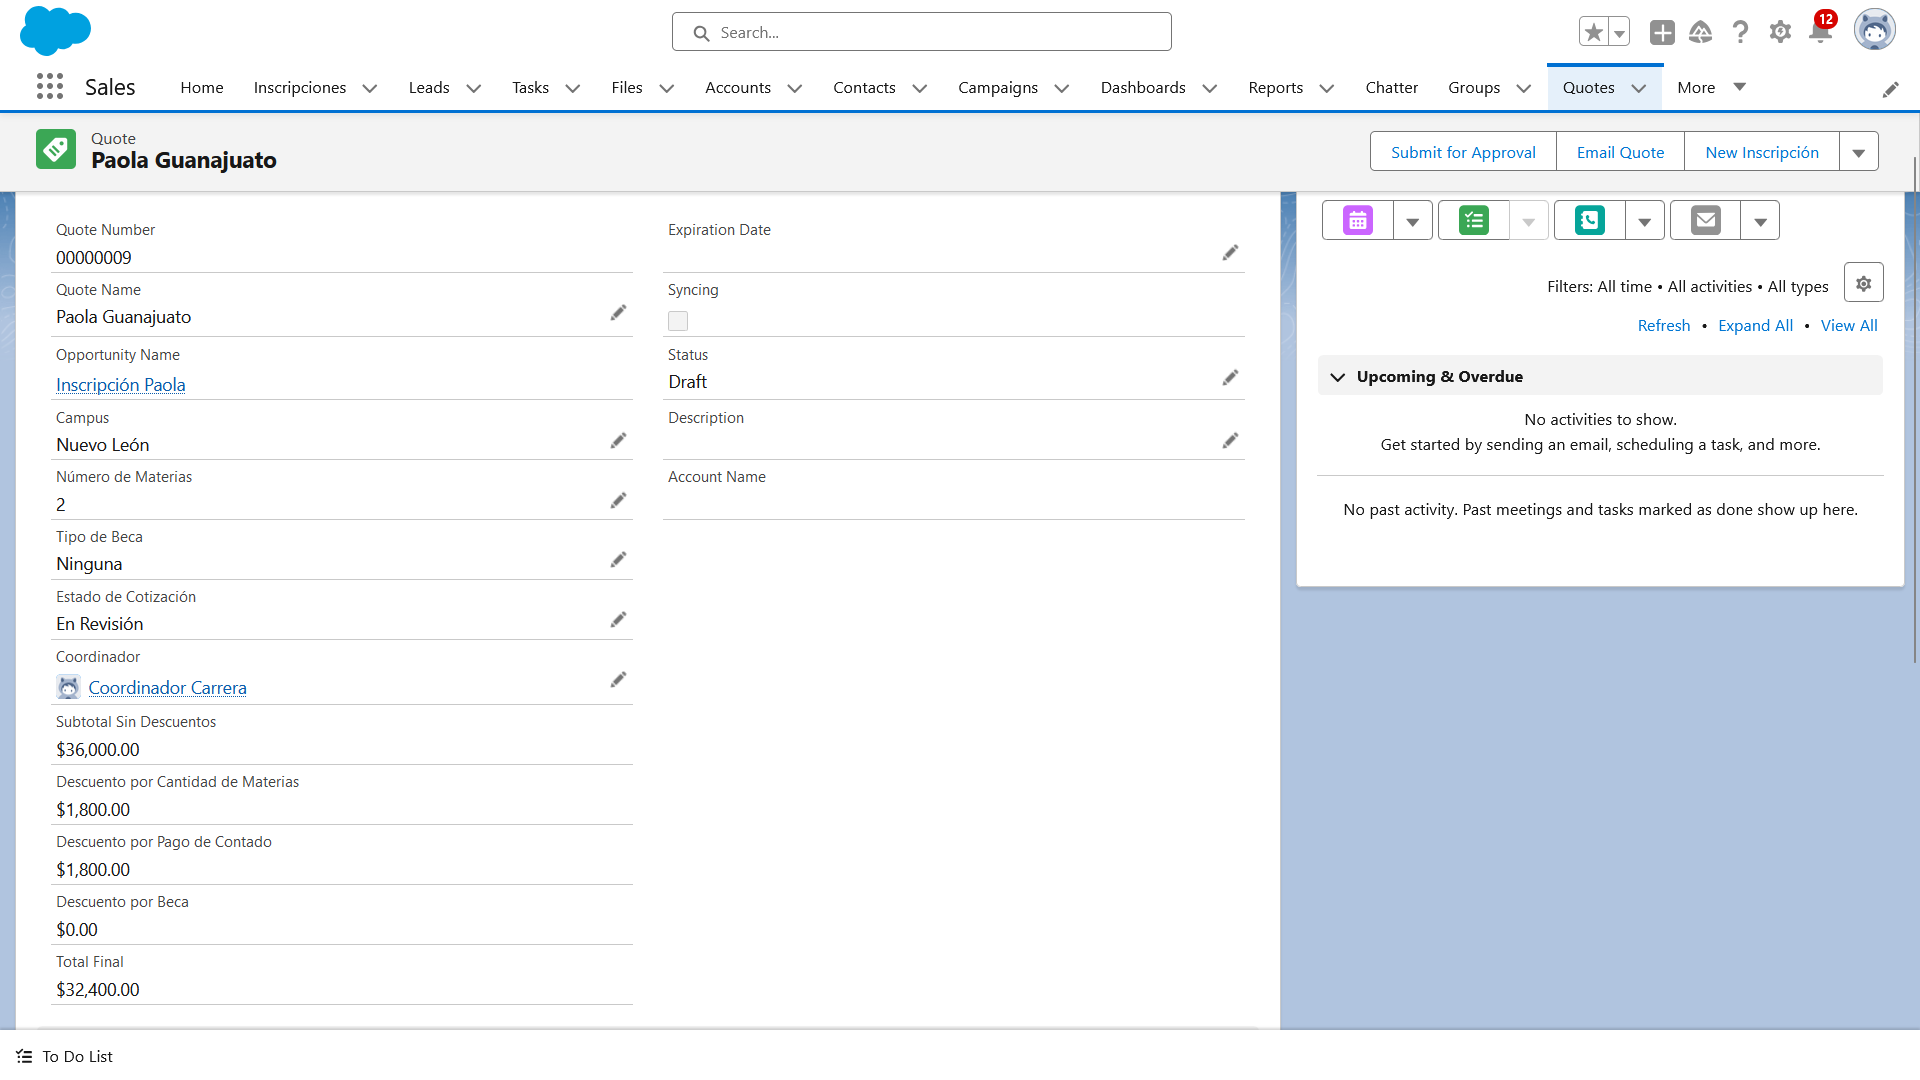 Search...
12
Sales
Home
Inscripciones
Leads
Tasks
Files
Accounts
Contacts
Campaigns
Dashboards
Reports
Chatter
Groups
Quotes
More
Quote
Paola Guanajuato
Submit for Approval
Email Quote
New Inscripción
Quote Number
00000009
Quote Name
Paola Guanajuato
Opportunity Name
Inscripción Paola
Campus
Nuevo León
Número de Materias
2
Tipo de Beca
Ninguna
Estado de Cotización
En Revisión
Coordinador
Coordinador Carrera
Subtotal Sin Descuentos
$36,000.00
Descuento por Cantidad de Materias
$1,800.00
Descuento por Pago de Contado
$1,800.00
Descuento por Beca
$0.00
Total Final
$32,400.00
Expiration Date
Syncing
Status
Draft
Description
Account Name
Filters: All time • All activities • All types
Refresh • Expand All • View All
Upcoming & Overdue
No activities to show.
Get started by sending an email, scheduling a task, and more.
No past activity. Past meetings and tasks marked as done show up here.
To Do List